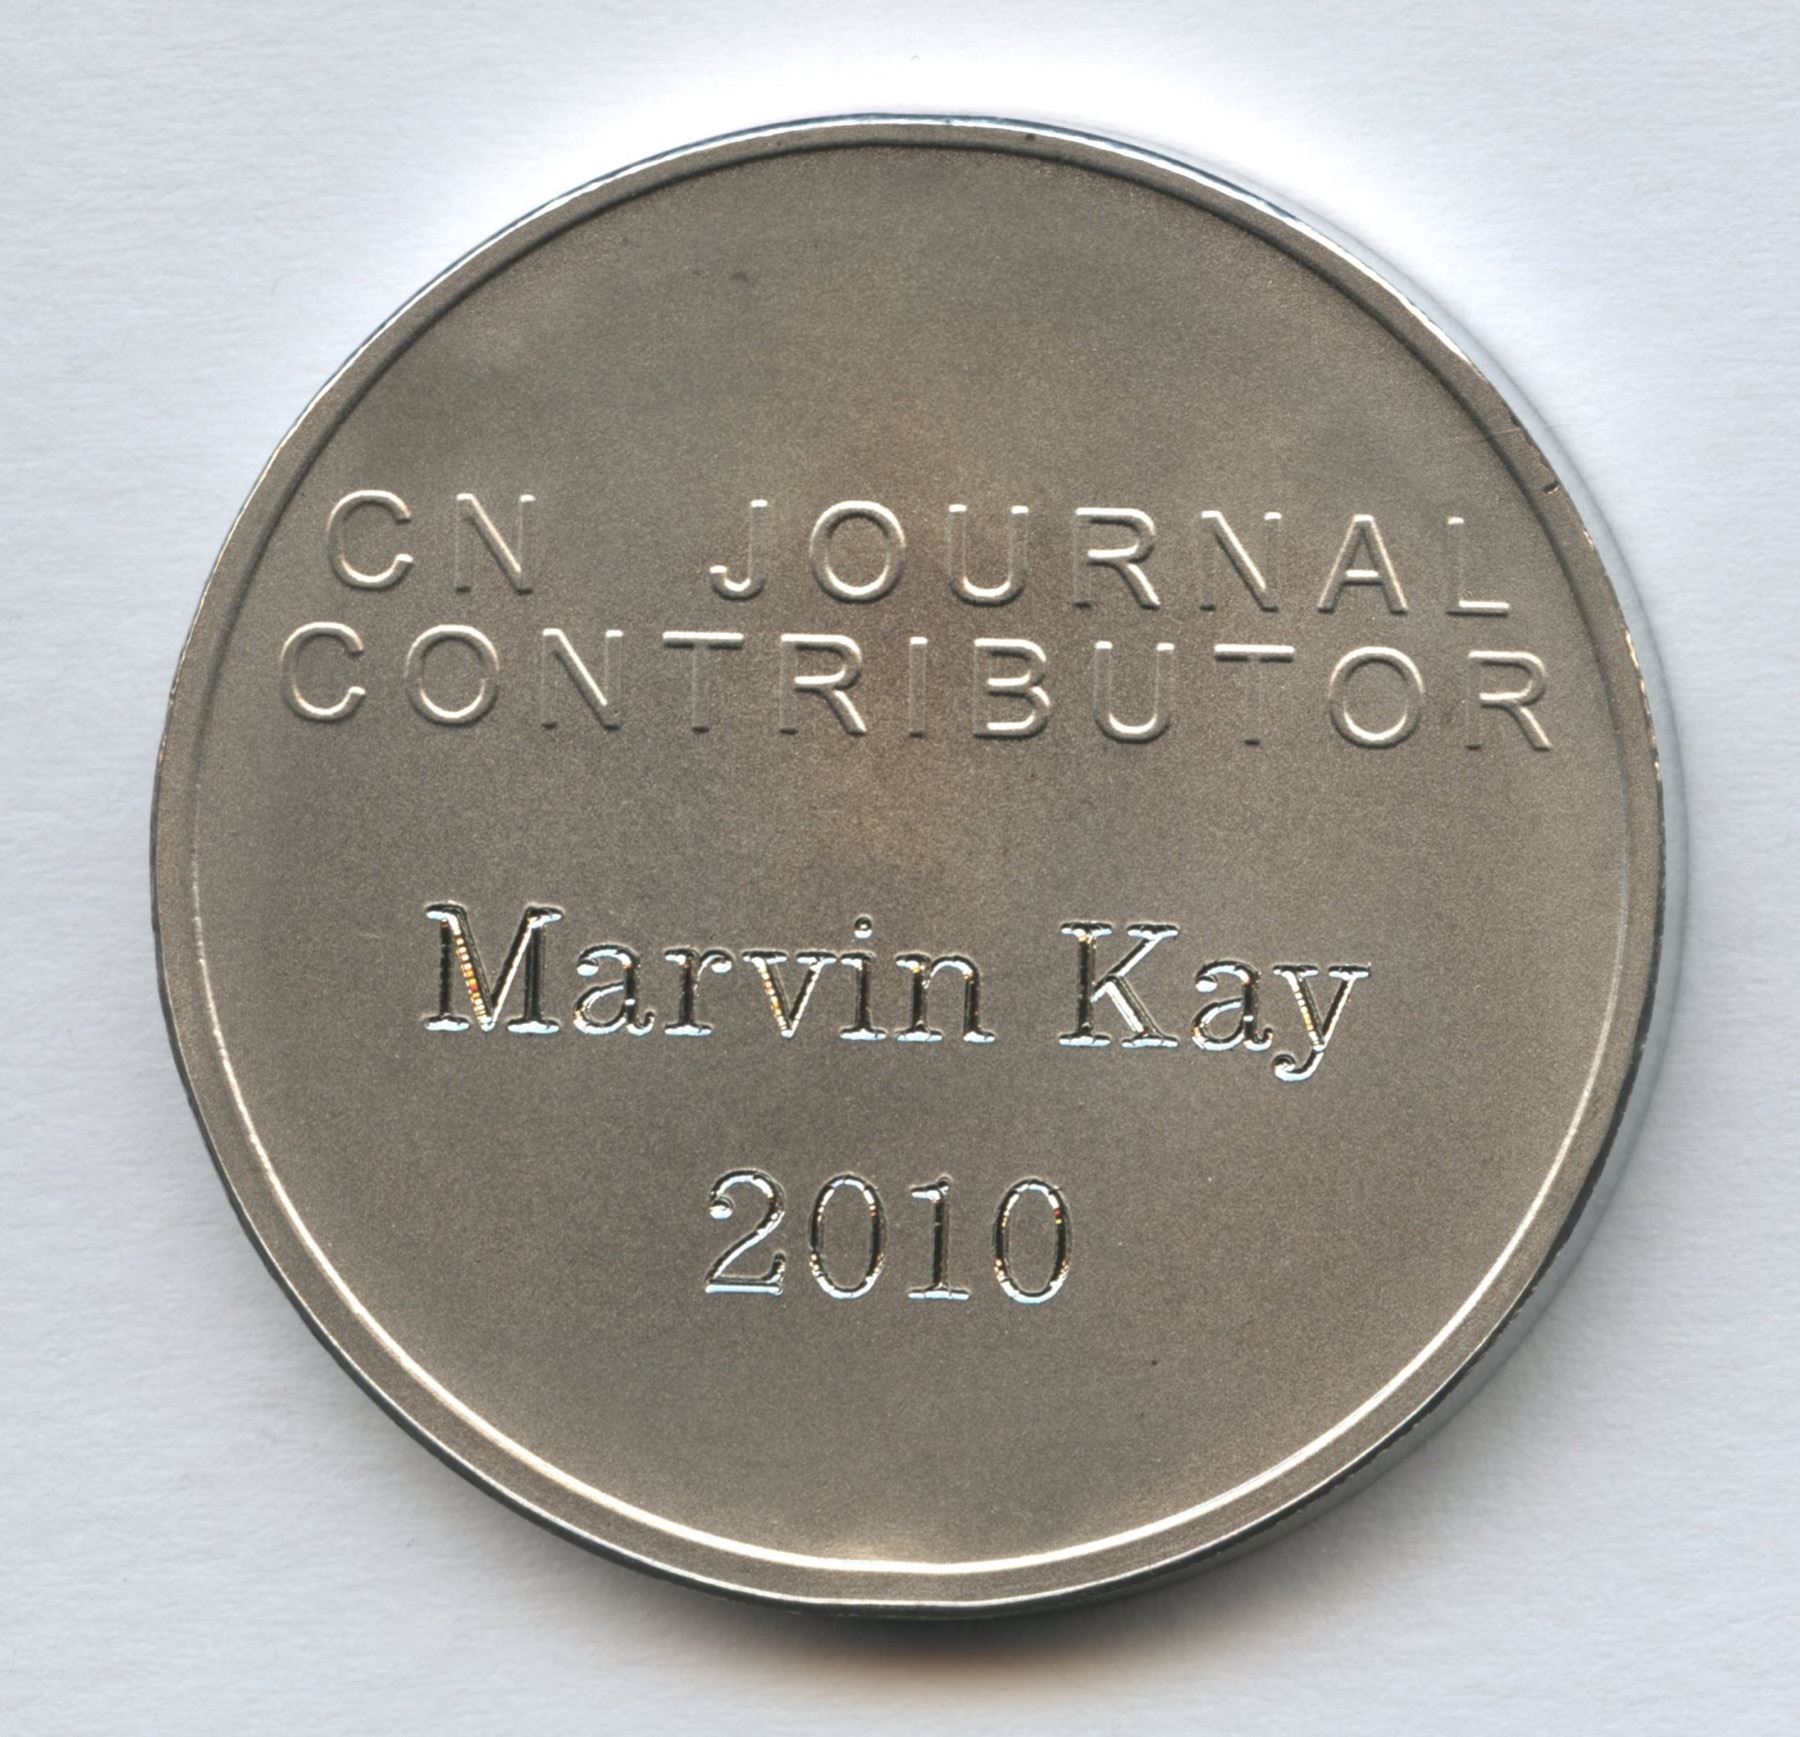 CN JOURNAL
CONTRIBUTOR
Marvin Kay
2010